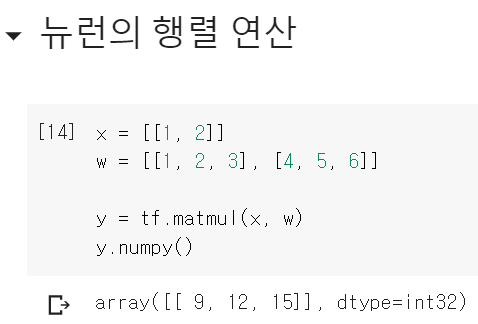 뉴런의 행렬 연산
[14] x = [[1, 2]]
w = [[1, 2, 3], [4, 5, 6]]
y = tf.matmul(x, w)
y.numpy()
array([[ 9, 12, 15]], dtype=int32)